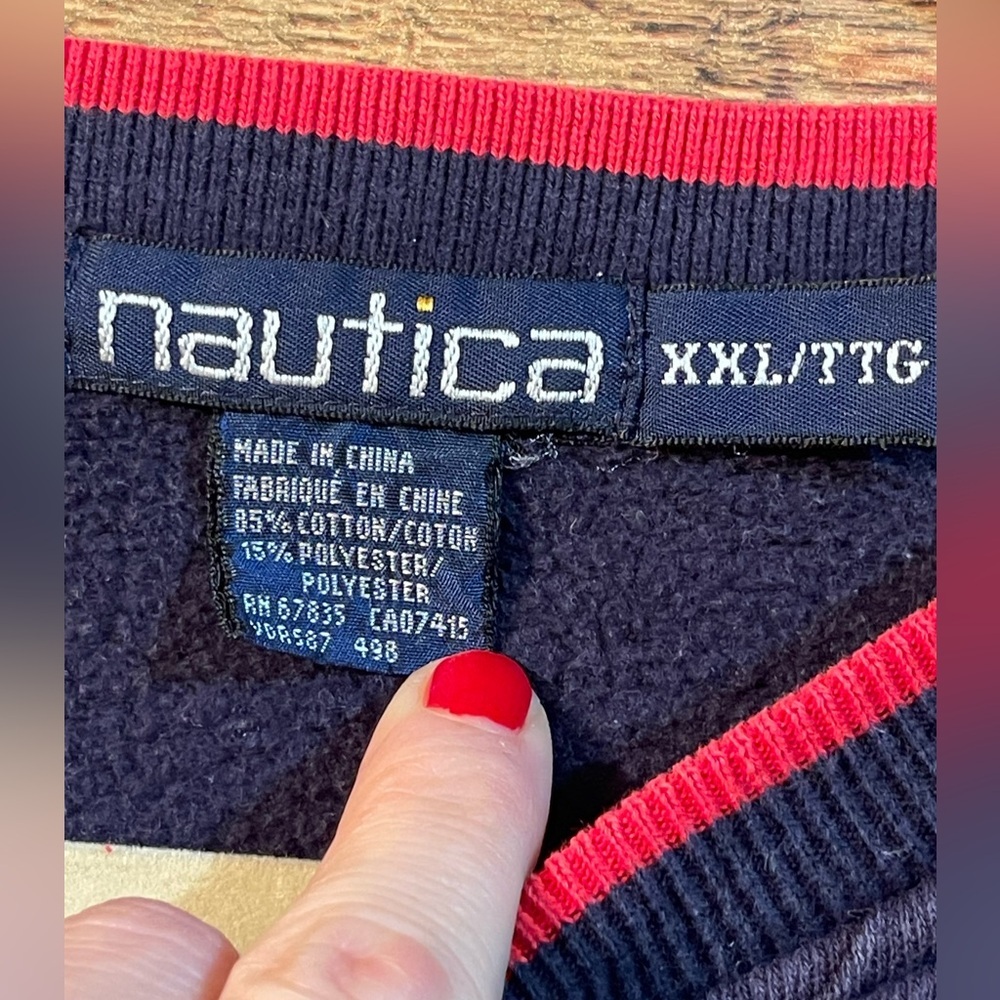 nautica
XXL/TTG
MADE IN CHINA
FABRIQUE EN CHINE
85% COTTON/COTON
15% POLYESTER/
POLYESTER
RN 67835 CA07415
498